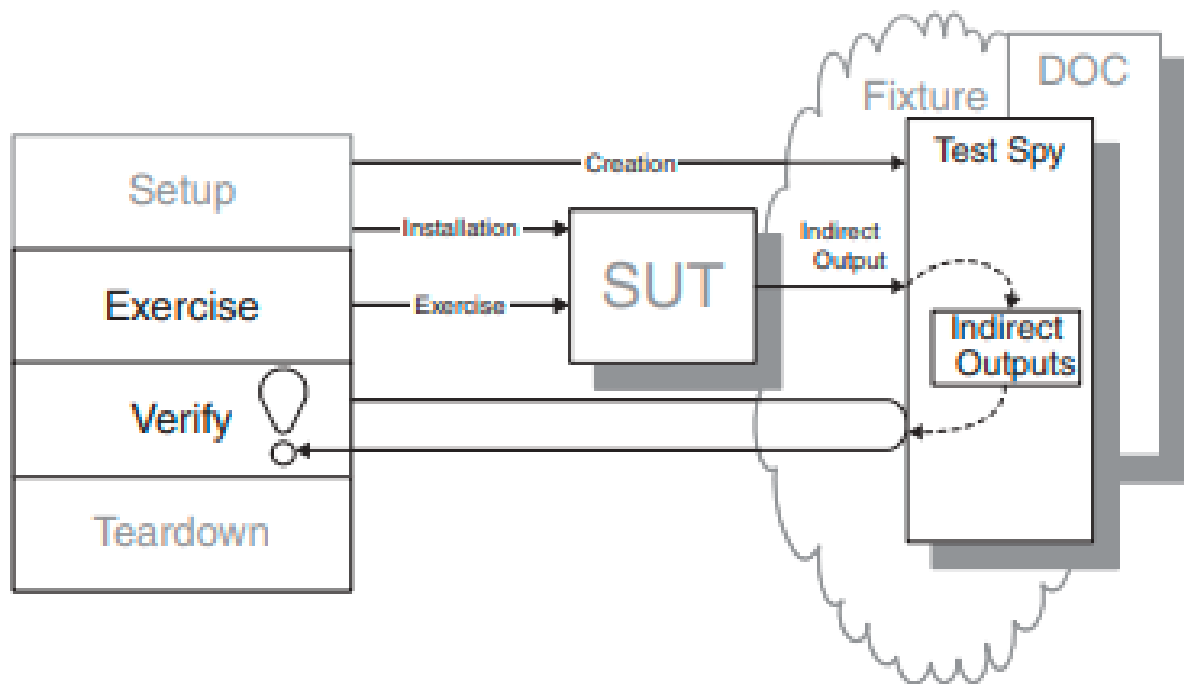 DOC
Fixture
Test Spy
Creation
Setup
Installation
Indirect
Output
SUT
Exercise
Exercise
Indirect
Outputs
Verify
Teardown